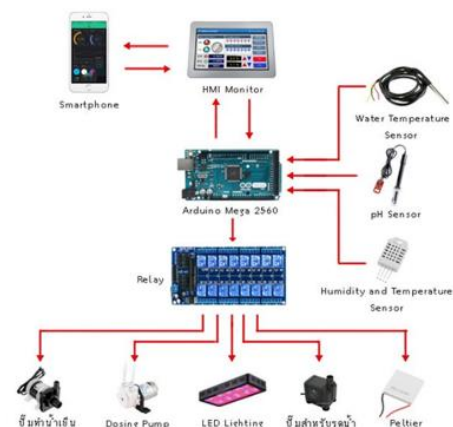 Smartphone
HMI Monitor
Water Temperature
Sensor
Arduino Mega 2560
pH Sensor
Relay
Humidity and Temperature
Sensor
ปั๊มทำน้ำเย็น
Dosing Pump
LED Lighting
ปั๊มสำหรับรดน้ำ
Peltier